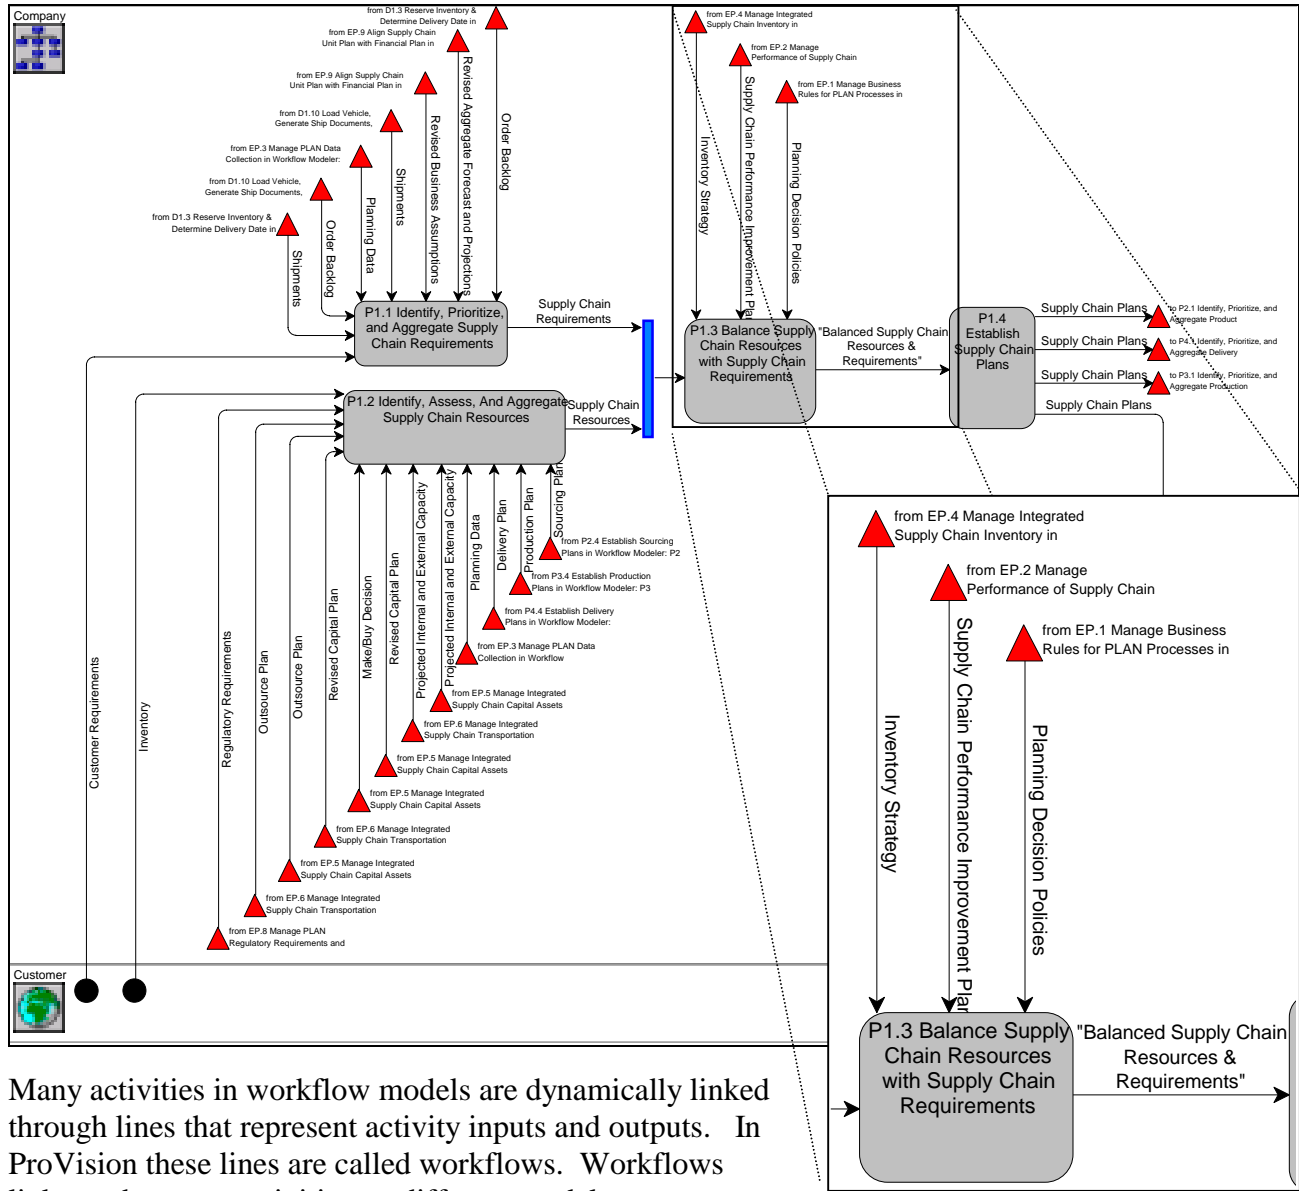 Company
from D1.3 Reserve Inventory &
Determine Delivery Date in
from EP.9 Align Supply Chain
Unit Plan with Financial Plan in
from EP.9 Align Supply Chain
Unit Plan with Financial Plan in
from D1.10 Load Vehicle,
Generate Ship Documents,
from EP.3 Manage PLAN Data
Collection in Workflow Modeler:
from D1.10 Load Vehicle,
Generate Ship Documents,
from D1.3 Reserve Inventory &
Determine Delivery Date in
Shipments
Order Backlog
Planning Data
Shipments
Revised Business Assumptions
Revised Aggregate Forecast and Projections
Order Backlog
P1.1 Identify, Prioritize,
and Aggregate Supply
Chain Requirements
Supply Chain
Requirements
P1.2 Identify, Assess, And Aggregate
Supply Chain Resources
Supply Chain
Resources
from EP.4 Manage Integrated
Supply Chain Inventory in
from EP.2 Manage
Performance of Supply Chain
from EP.1 Manage Business
Rules for PLAN Processes in
Inventory Strategy
Supply Chain Performance Improvement Plan
Planning Decision Policies
P1.3 Balance Supply
Chain Resources
with Supply Chain
Requirements
"Balanced Supply Chain
Resources &
Requirements"
P1.4
Establish
Supply Chain
Plans
Supply Chain Plans
to P2.1 Identify, Prioritize, and
Aggregate Product
Supply Chain Plans
to P4.1 Identify, Prioritize, and
Aggregate Delivery
Supply Chain Plans
to P3.1 Identify, Prioritize, and
Aggregate Production
Supply Chain Plans
Customer Requirements
Inventory
Regulatory Requirements
Outsource Plan
Outsource Plan
Revised Capital Plan
Make/Buy Decision
Revised Capital Plan
Projected Internal and External Capacity
Projected Internal and External Capacity
Planning Data
Delivery Plan
Production Plan
Sourcing Plan
from P2.4 Establish Sourcing
Plans in Workflow Modeler: P2
from P3.4 Establish Production
Plans in Workflow Modeler: P3
from P4.4 Establish Delivery
Plans in Workflow Modeler:
from EP.3 Manage PLAN Data
Collection in Workflow
from EP.5 Manage Integrated
Supply Chain Capital Assets
from EP.6 Manage Integrated
Supply Chain Transportation
from EP.5 Manage Integrated
Supply Chain Capital Assets
from EP.5 Manage Integrated
Supply Chain Capital Assets
from EP.6 Manage Integrated
Supply Chain Transportation
from EP.5 Manage Integrated
Supply Chain Capital Assets
from EP.6 Manage Integrated
Supply Chain Transportation
from EP.8 Manage PLAN
Regulatory Requirements and
Customer
from EP.4 Manage Integrated
Supply Chain Inventory in
from EP.2 Manage
Performance of Supply Chain
from EP.1 Manage Business
Rules for PLAN Processes in
Inventory Strategy
Supply Chain Performance Improvement Plan
Planning Decision Policies
P1.3 Balance Supply
Chain Resources
with Supply Chain
Requirements
"Balanced Supply Chain
Resources &
Requirements"
Many activities in workflow models are dynamically linked
through lines that represent activity inputs and outputs. In
ProVision these lines are called workflows. Workflows